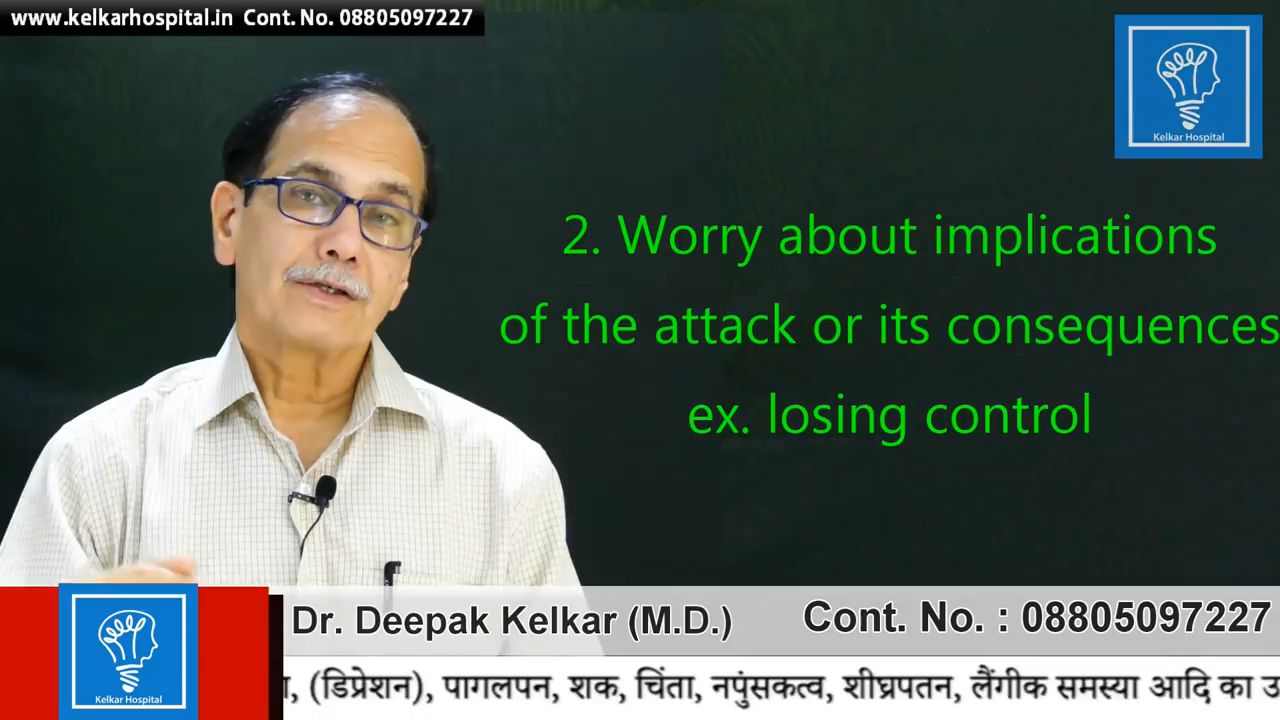 www.kelkarhospital.in Cont. No. 08805097227
Kelkar Hospital
2. Worry about implications
of the attack or its consequences
ex. losing control
Dr. Deepak Kelkar (M.D.) Cont. No. : 08805097227
Kelkar Hospital
(डिप्रेशन), पागलपन, शक, चिंता, नपुंसकत्व, शीघ्रपतन, लैंगीक समस्या आदि का